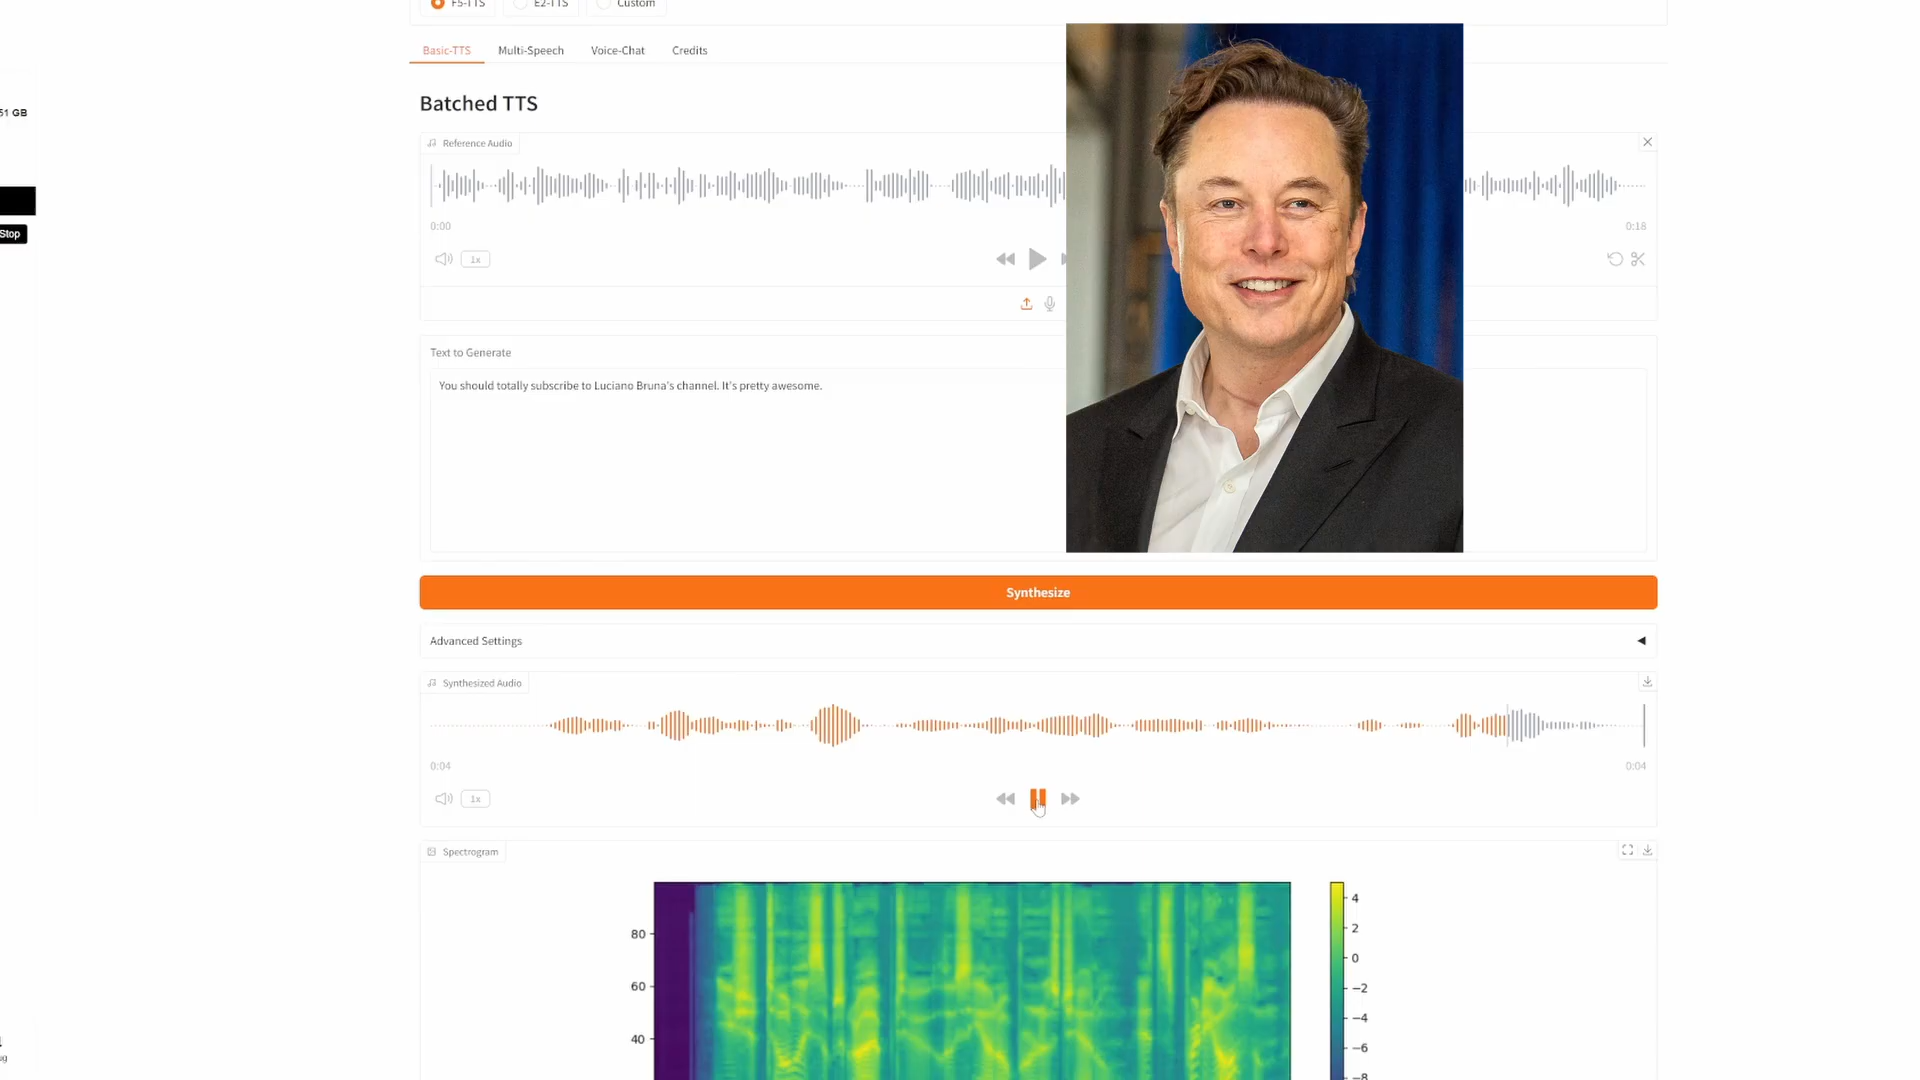 F5-TTS E2-TTS Custom
Basic-TTS Multi-Speech Voice-Chat Credits
Batched TTS
51 GB
Reference Audio
Stop
0:00 0:18
1x
Text to Generate
You should totally subscribe to Luciano Bruna's channel. It's pretty awesome.
Synthesize
Advanced Settings
Synthesized Audio
0:04 0:04
1x
Spectrogram
80
60
40
4
2
0
−2
−4
−6
−8